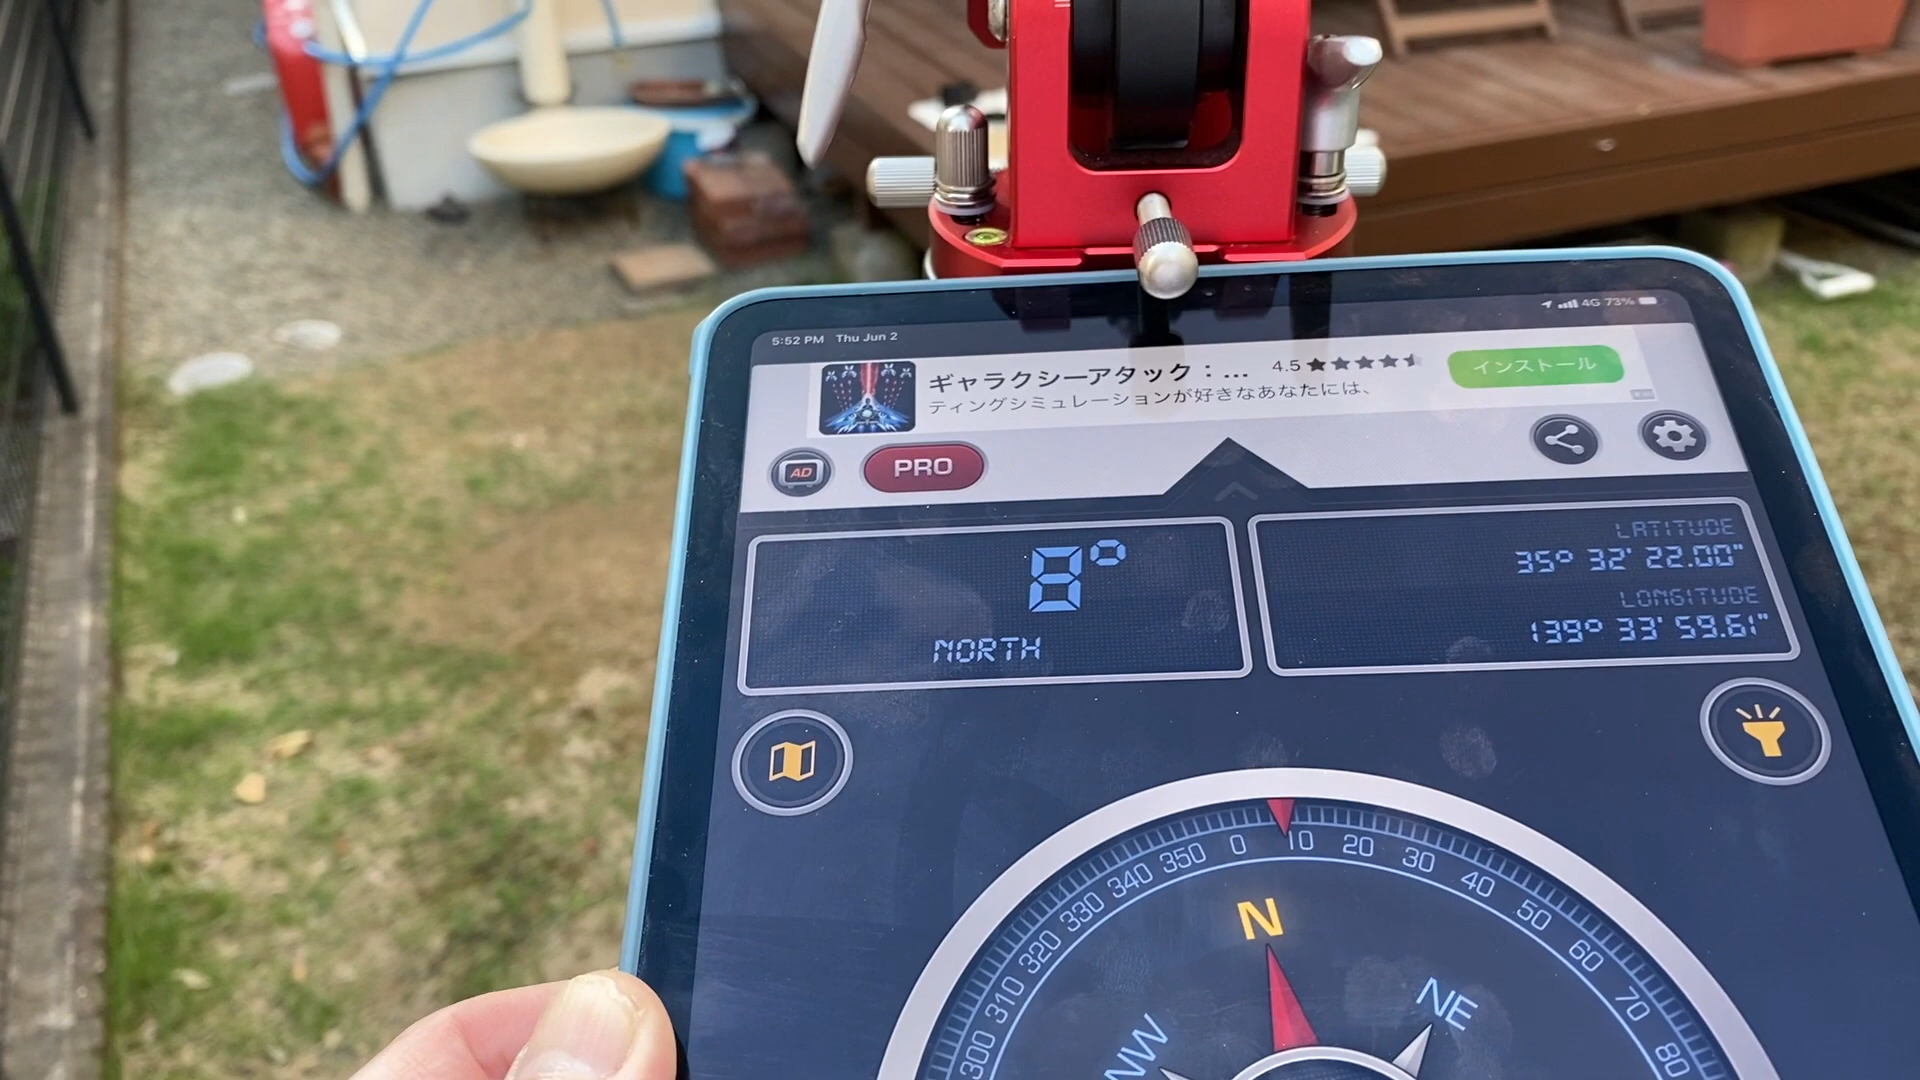 5:52 PM Thu Jun 2
4G 73%
ギャラクシーアタック：... 4.5
ティングシミュレーションが好きなあなたには、
インストール
AD PRO
8°
NORTH
LATITUDE
35° 32' 22.00"
LONGITUDE
139° 33' 59.61"
300 310 320 330 340 350 0 10 20 30 40 50 60 70 80
N
NE
NW